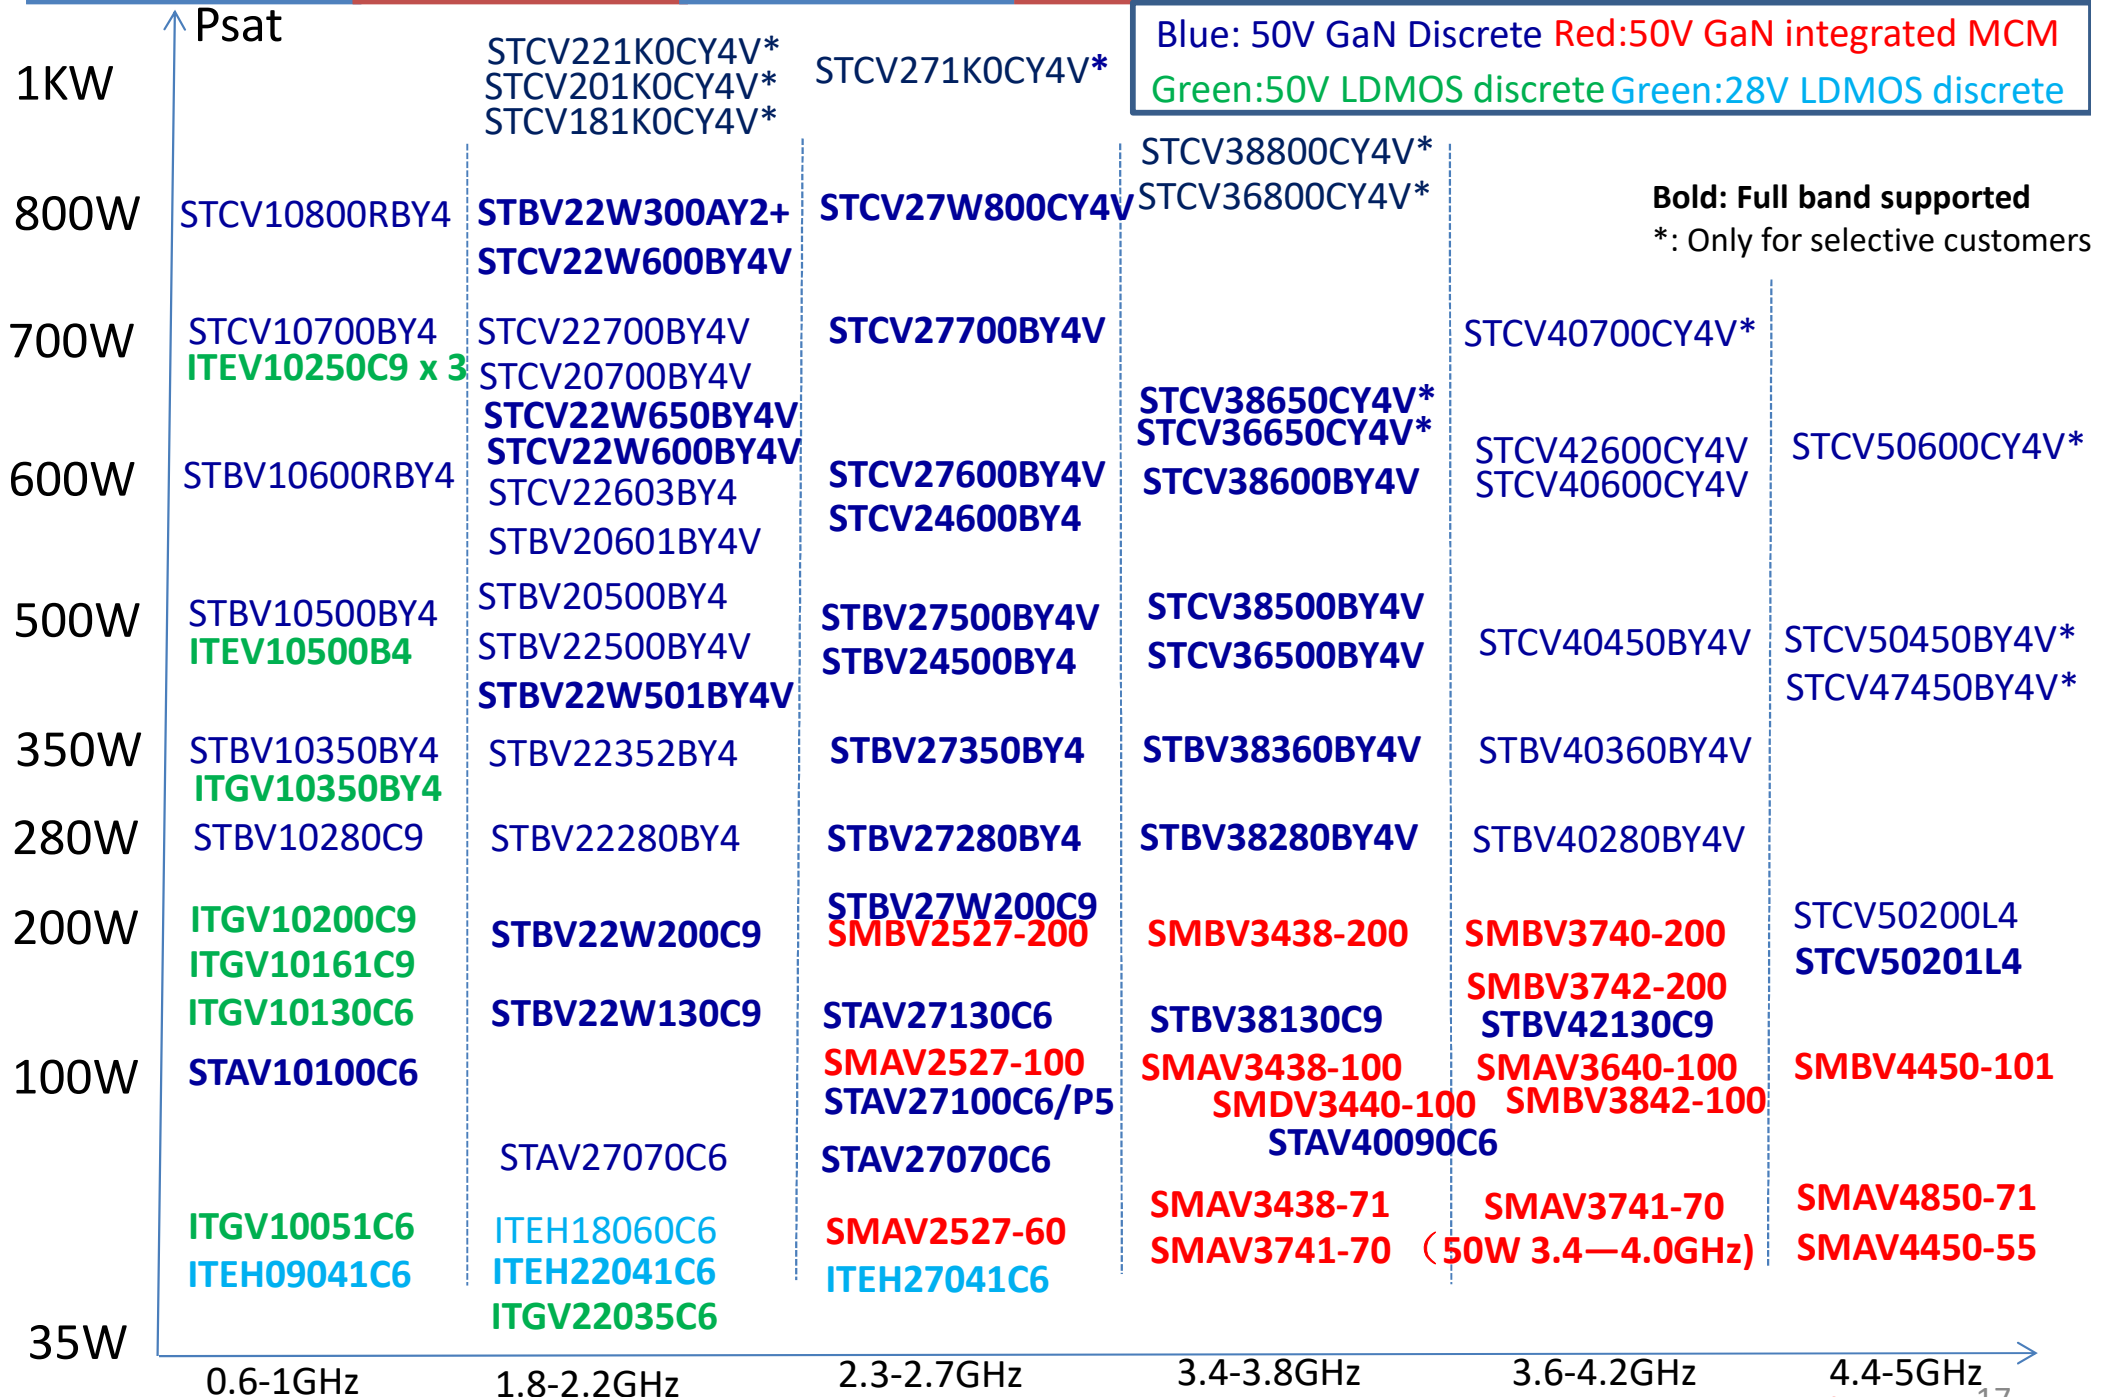 Psat
Blue: 50V GaN Discrete Red:50V GaN integrated MCM
Green:50V LDMOS discrete Green:28V LDMOS discrete
Bold: Full band supported
*: Only for selective customers
1KW
STCV221K0CY4V*
STCV201K0CY4V*
STCV181K0CY4V*
STCV271K0CY4V*
STCV38800CY4V*
STCV36800CY4V*
800W
STCV10800RBY4
STBV22W300AY2+
STCV22W600BY4V
STCV27W800CY4V
700W
STCV10700BY4
ITEV10250C9 x 3
STCV22700BY4V
STCV20700BY4V
STCV22W650BY4V
STCV22W600BY4V
STCV27700BY4V
STCV38650CY4V*
STCV36650CY4V*
STCV40700CY4V*
600W
STBV10600RBY4
STCV22603BY4
STBV20601BY4V
STCV27600BY4V
STCV24600BY4
STCV38600BY4V
STCV42600CY4V
STCV40600CY4V
STCV50600CY4V*
500W
STBV10500BY4
ITEV10500B4
STBV20500BY4
STBV22500BY4V
STBV22W501BY4V
STBV27500BY4V
STBV24500BY4
STCV38500BY4V
STCV36500BY4V
STCV40450BY4V
STCV50450BY4V*
STCV47450BY4V*
350W
STBV10350BY4
ITGV10350BY4
STBV22352BY4
STBV27350BY4
STBV38360BY4V
STBV40360BY4V
280W
STBV10280C9
STBV22280BY4
STBV27280BY4
STBV38280BY4V
STBV40280BY4V
200W
ITGV10200C9
ITGV10161C9
ITGV10130C6
STBV22W200C9
STBV22W130C9
STBV27W200C9
SMBV2527-200
STAV27130C6
SMBV3438-200
STBV38130C9
SMBV3740-200
SMBV3742-200
STBV42130C9
STCV50200L4
STCV50201L4
100W
STAV10100C6
STAV27070C6
SMAV2527-100
STAV27100C6/P5
STAV27070C6
SMAV3438-100
SMDV3440-100
STAV40090C6
SMAV3640-100
SMBV3842-100
SMBV4450-101
ITGV10051C6
ITEH09041C6
ITEH18060C6
ITEH22041C6
ITGV22035C6
SMAV2527-60
ITEH27041C6
SMAV3438-71
SMAV3741-70 （50W 3.4—4.0GHz)
SMAV3741-70
SMAV4850-71
SMAV4450-55
35W
0.6-1GHz
1.8-2.2GHz
2.3-2.7GHz
3.4-3.8GHz
3.6-4.2GHz
4.4-5GHz
17